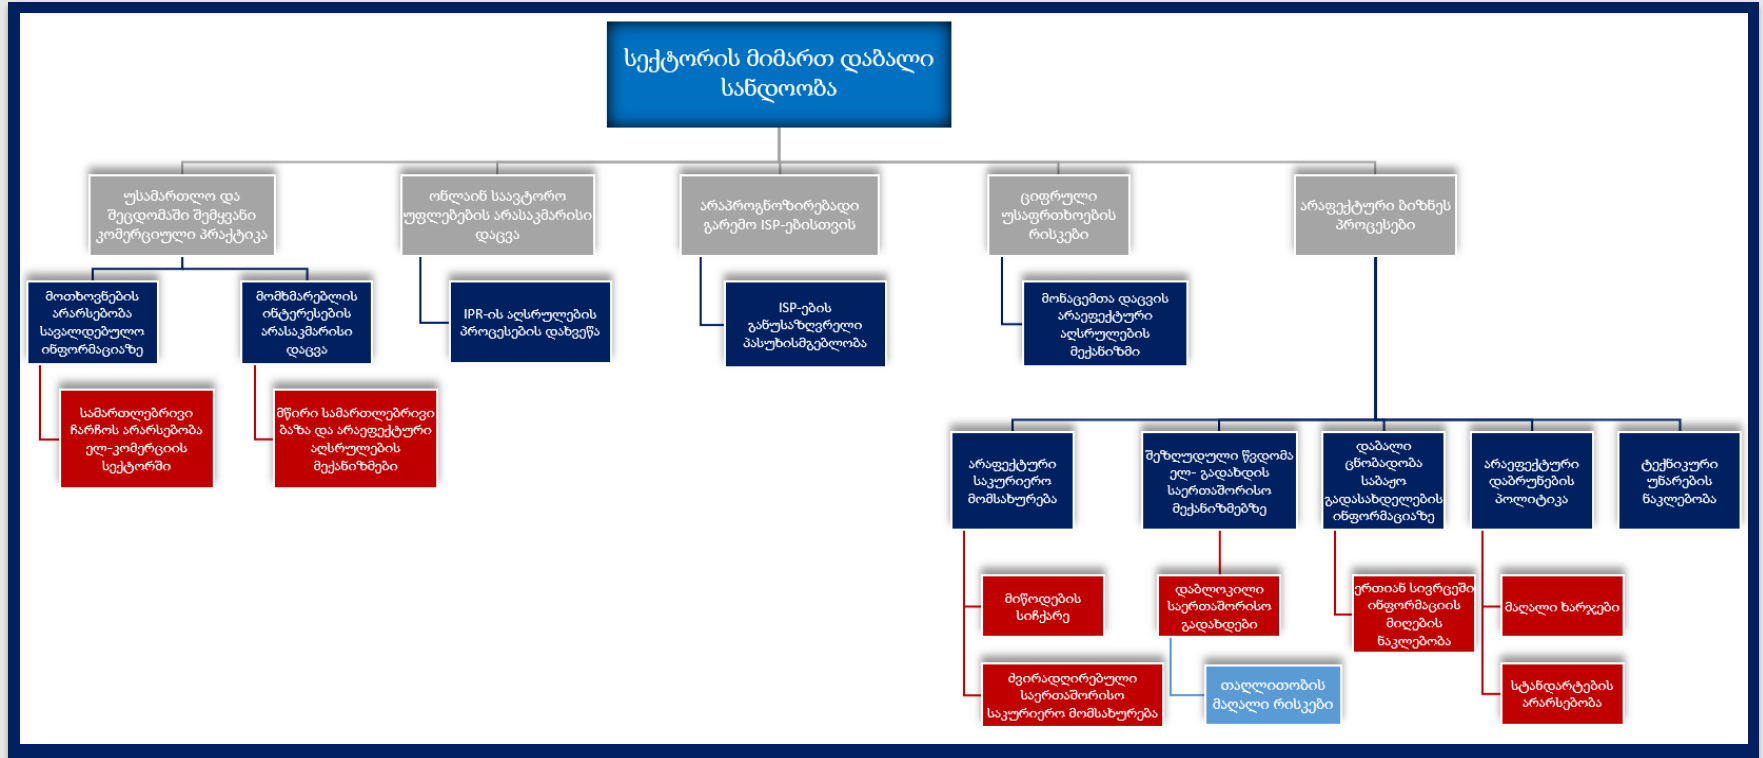 სექტორის მიმართ დაბალი
სანდოობა
უსამართლო და
შეცდომაში შემყვანი
კომერციული პრაქტიკა
ონლაინ საავტორო
უფლებების არასაკმარისი
დაცვა
არაპროგნოზირებადი
გარემო ISP-ებისთვის
ციფრული
უსაფრთხოების
რისკები
არაფექტური ბიზნეს
პროცესები
მოთხოვნების
არარსებობა
სავალდებულო
ინფორმაციაზე
მომხმარებლის
ინტერესების
არასაკმარისი
დაცვა
IPR-ის აღსრულების
პროცესების დახვეწა
ISP-ების
განუსაზღვრელი
პასუხისმგებლობა
მონაცემთა დაცვის
არაეფექტური
აღსრულების
მექანიზმი
სამართლებრივი
ჩარჩოს არარსებობა
ელ-კომერციის
სექტორში
მწირი სამართლებრივი
ბაზა და არაეფექტური
აღსრულების
მექანიზმები
არაფექტური
საკურიერო
მომსახურება
შეზღუდული წვდომა
ელ- გადახდის
საერთაშორისო
მექანიზმებზე
დაბალი
ცნობადობა
საბაჟო
გადასახდელების
ინფორმაციაზე
არაეფექტური
დაბრუნების
პოლიტიკა
ტექნიკური
უნარების
ნაკლებობა
მიწოდების
სიჩქარე
დაბლოკილი
საერთაშორისო
გადახდები
ერთიან სივრცეში
ინფორმაციის
მიღების
ნაკლებობა
მაღალი ხარჯები
ძვირადღირებული
საერთაშორისო
საკურიერო მომსახურება
თაღლითობის
მაღალი რისკები
სტანდარტების
არარსებობა